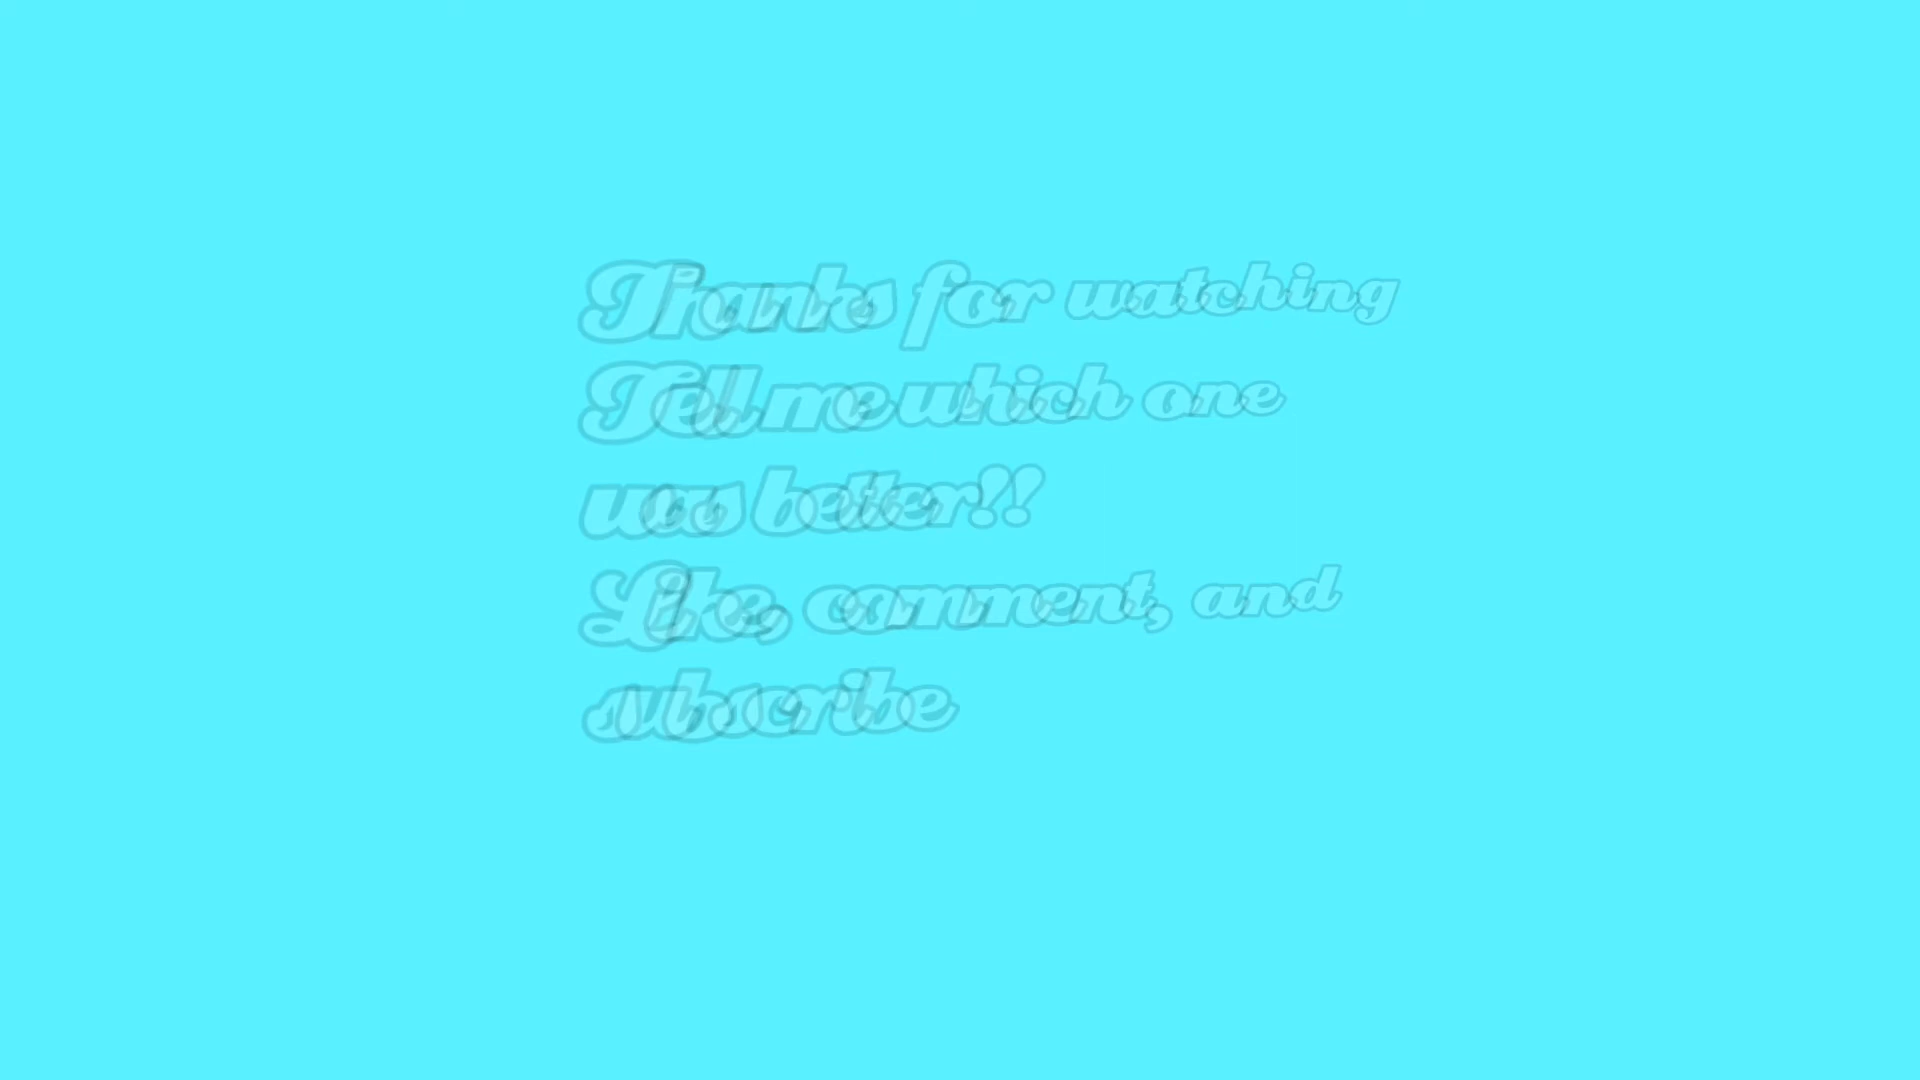 Thanks for watching
Tell me which one
was better!!
Like, comment, and
subscribe